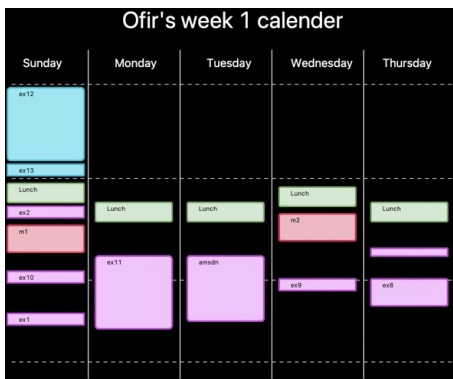 Ofir's week 1 calender
Sunday
Monday
Tuesday
Wednesday
Thursday
ex12
ex13
Lunch
ex2
m1
ex10
ex1
Lunch
ex11
Lunch
amsdn
Lunch
m2
ex9
Lunch
ex8